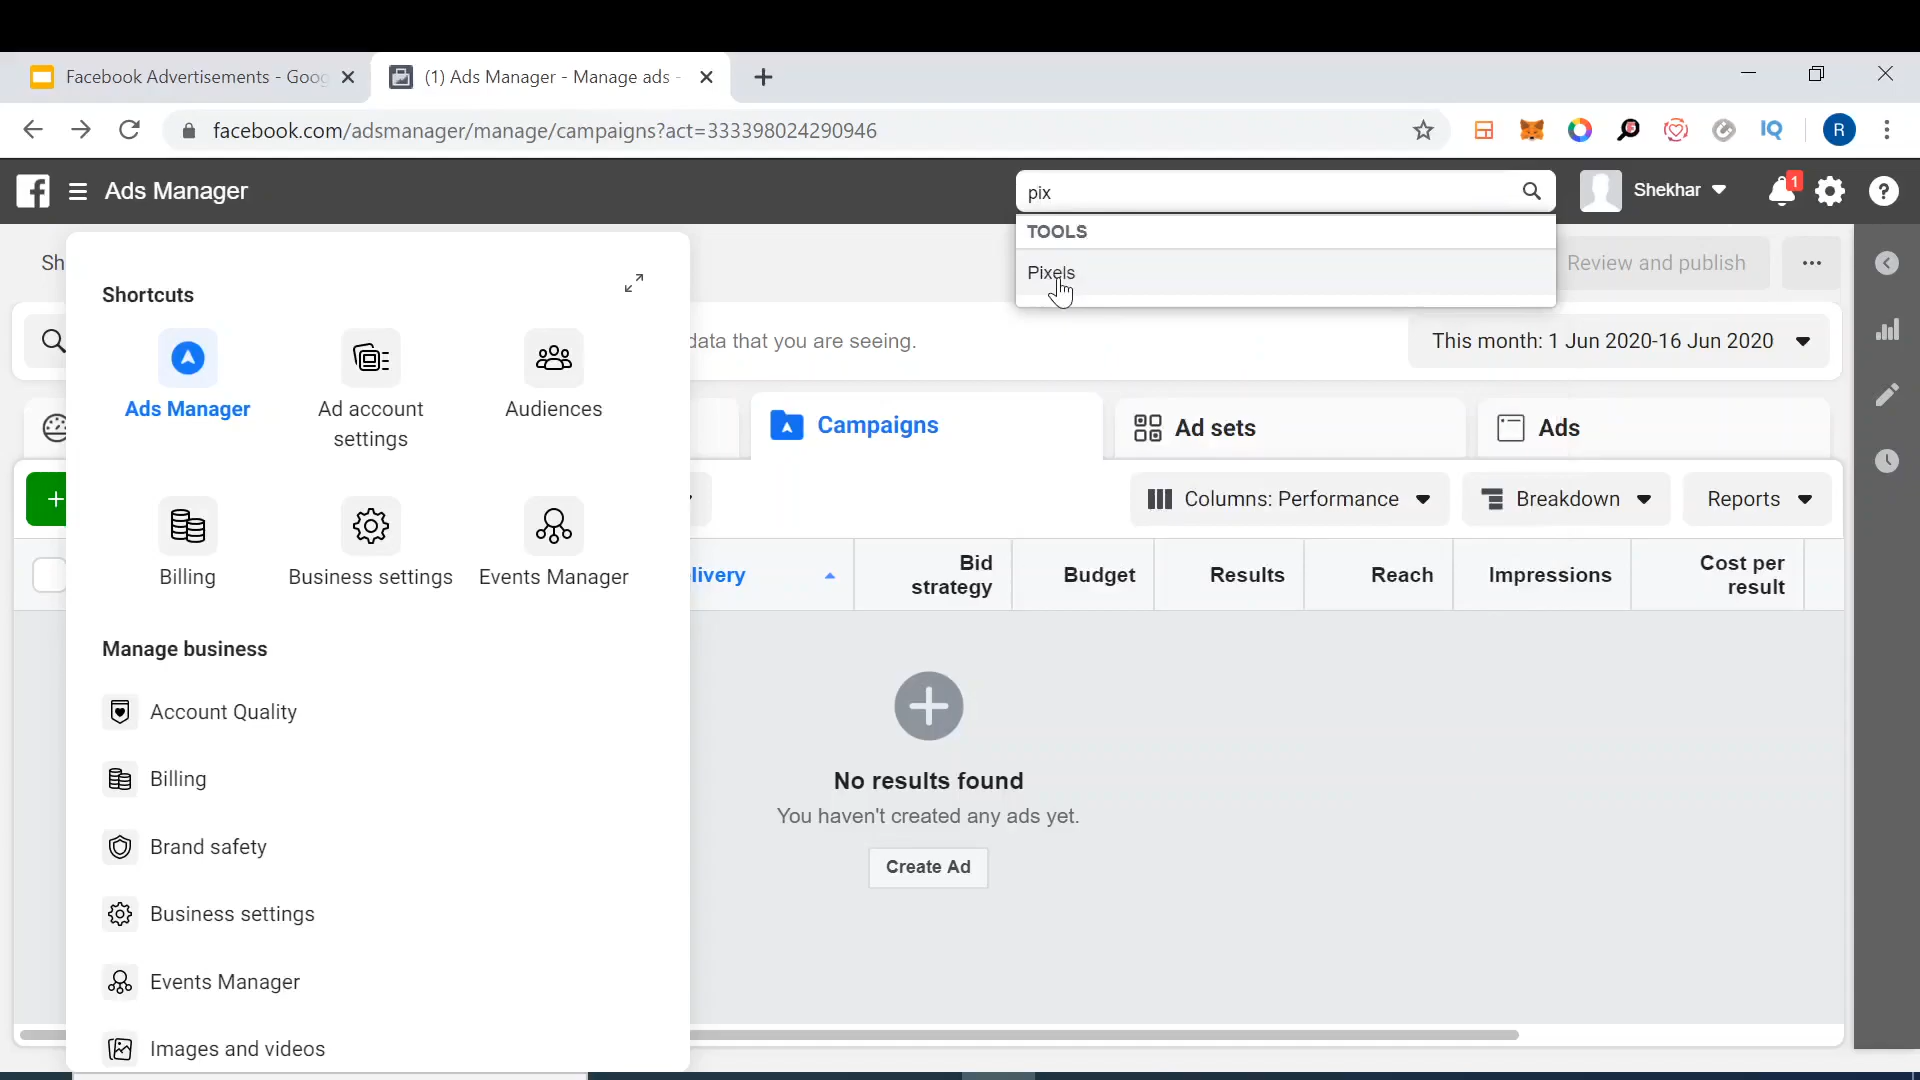 Facebook Advertisements - Goog
(1) Ads Manager - Manage ads -
facebook.com/adsmanager/manage/campaigns?act=333398024290946
IQ
R
Ads Manager
pix
Shekhar
1
TOOLS
Pixels
Sh
Review and publish
Shortcuts
data that you are seeing.
This month: 1 Jun 2020-16 Jun 2020
Ads Manager
Ad account
settings
Audiences
Campaigns
Ad sets
Ads
Columns: Performance
Breakdown
Reports
Billing
Business settings
Events Manager
livery
Bid
strategy
Budget
Results
Reach
Impressions
Cost per
result
Manage business
Account Quality
Billing
Brand safety
Business settings
Events Manager
Images and videos
No results found
You haven't created any ads yet.
Create Ad